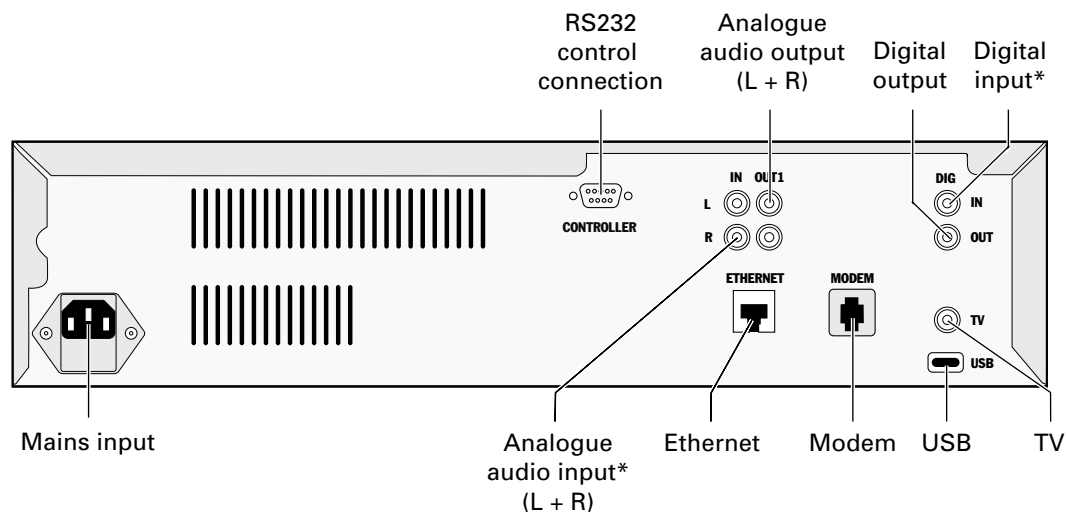 RS232
control
connection
Analogue
audio output
(L + R)
Digital
output
Digital
input*
IN OUT1
L
R
CONTROLLER
DIG
IN
OUT
ETHERNET
MODEM
TV
USB
Mains input
Analogue
audio input*
(L + R)
Ethernet
Modem
USB
TV